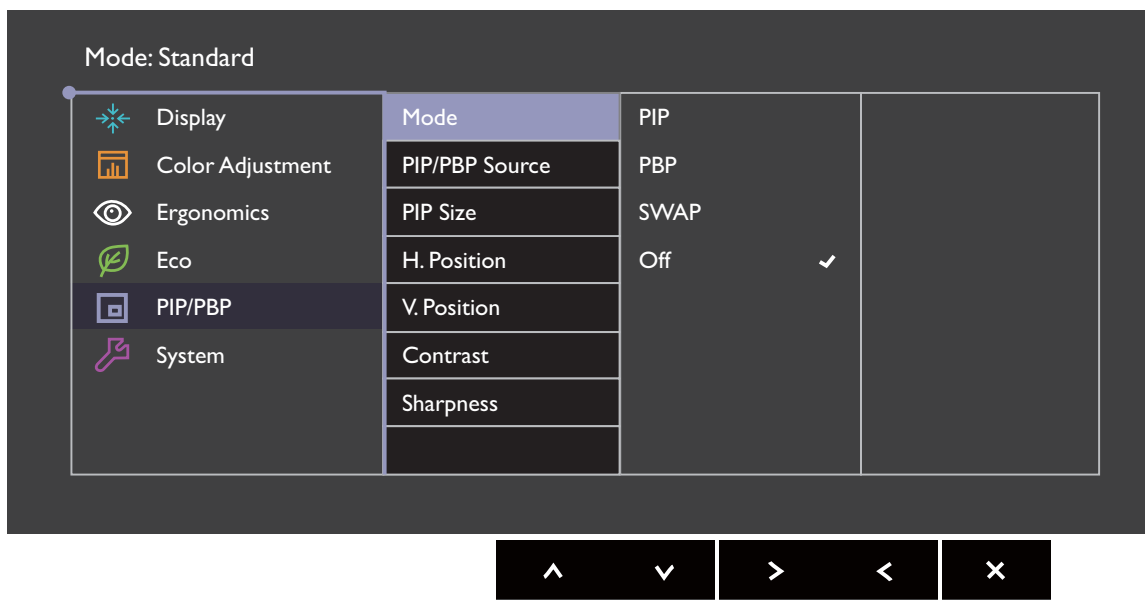 Mode: Standard
Display
Color Adjustment
Ergonomics
Eco
PIP/PBP
System
Mode
PIP/PBP Source
PIP Size
H. Position
V. Position
Contrast
Sharpness
PIP
PBP
SWAP
Off